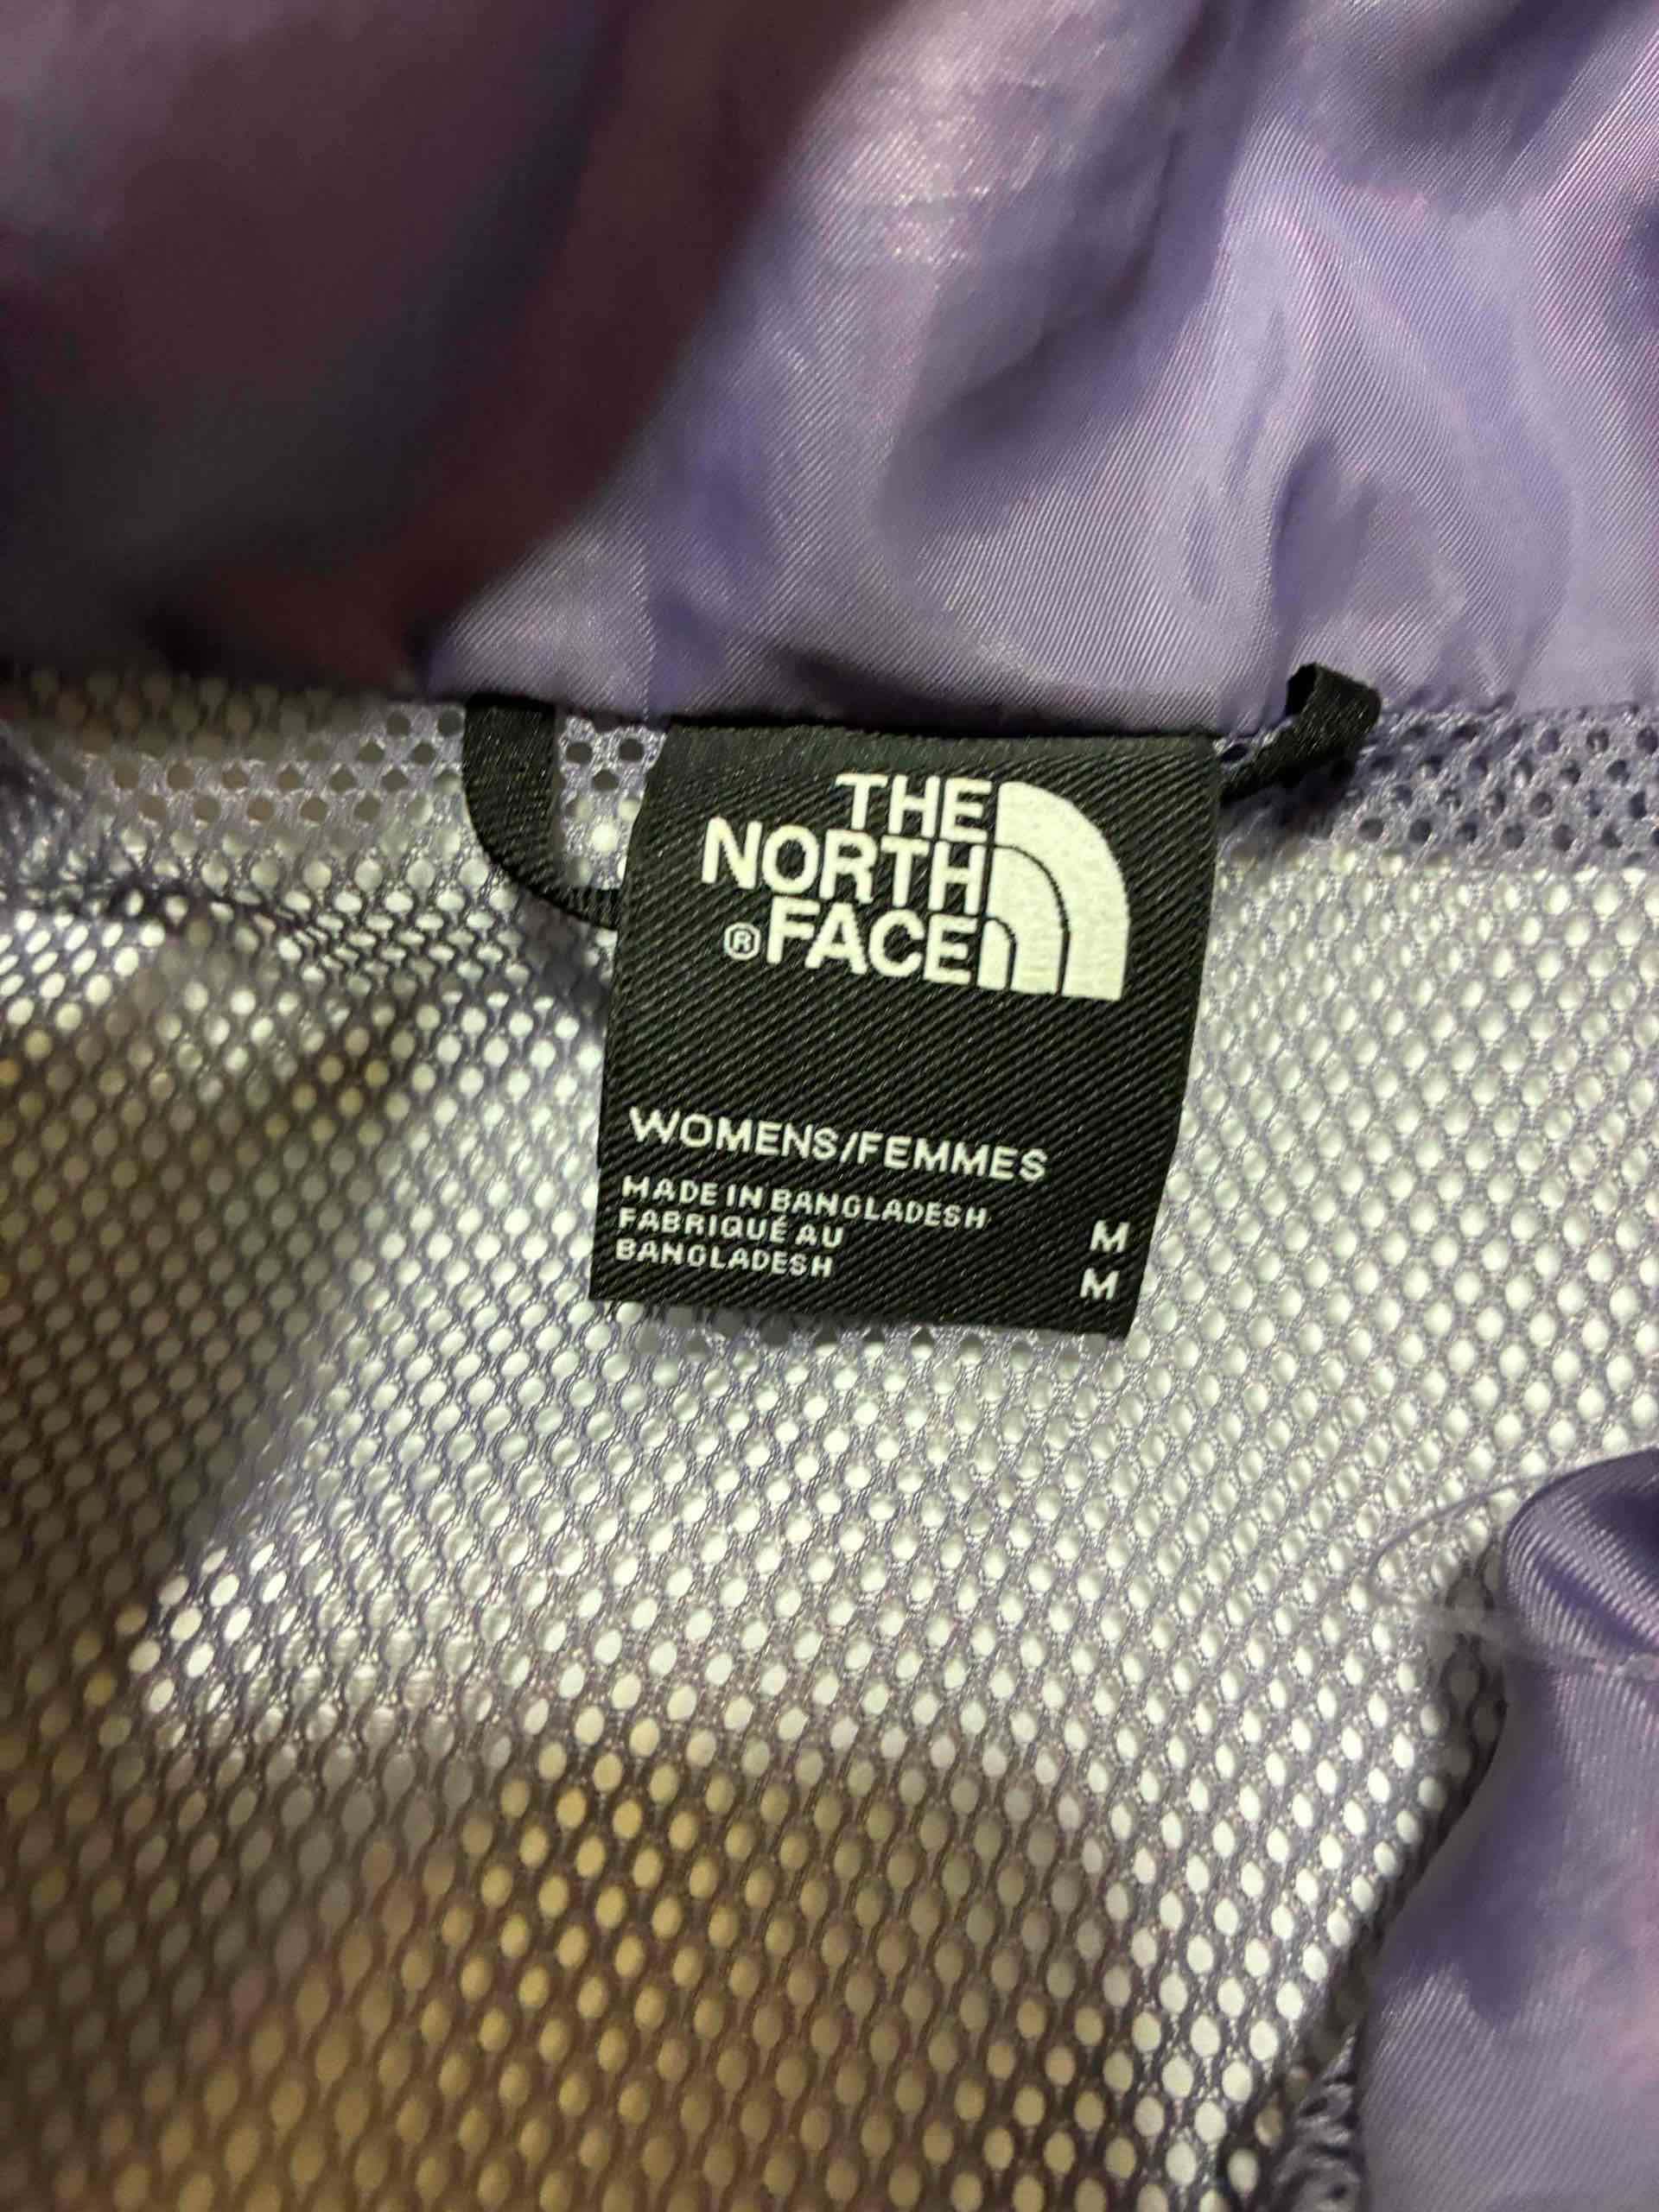 THE
NORTH
®FACE
WOMENS/FEMMES
MADE IN BANGLADESH
FABRIQUÉ AU M
BANGLADESH M